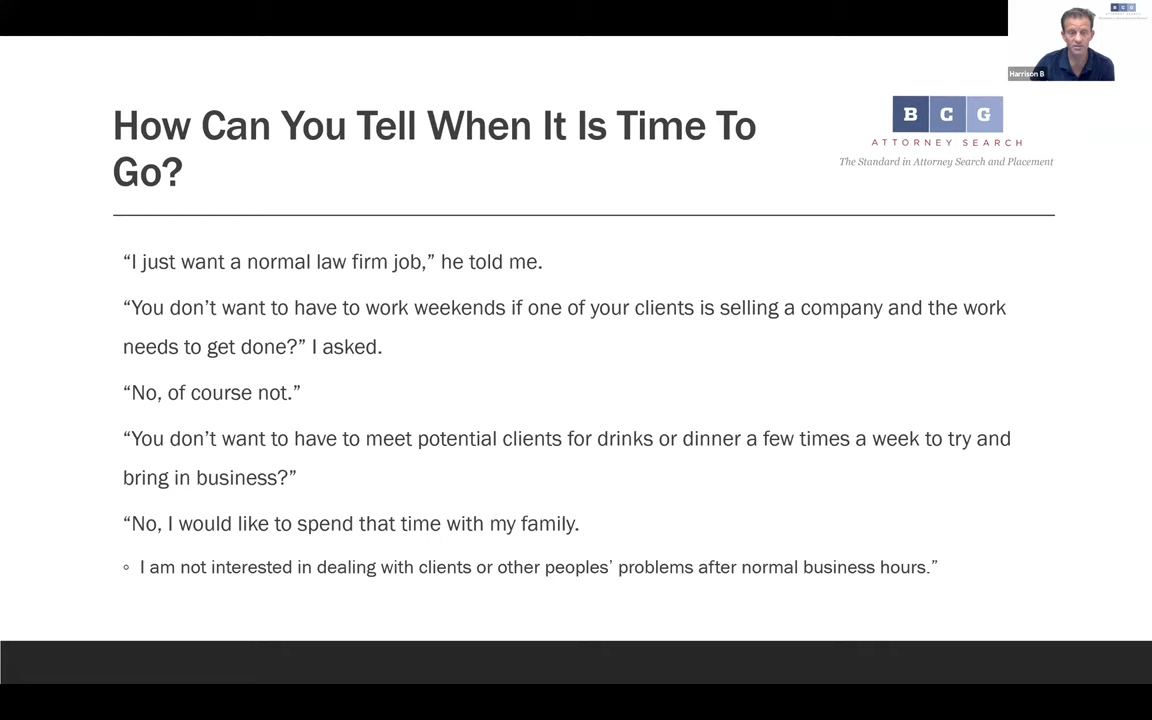 Harrison B
How Can You Tell When It Is Time To
Go?
B C G
ATTORNEY SEARCH
The Standard in Attorney Search and Placement
“I just want a normal law firm job,” he told me.
“You don’t want to have to work weekends if one of your clients is selling a company and the work
needs to get done?” I asked.
“No, of course not.”
“You don’t want to have to meet potential clients for drinks or dinner a few times a week to try and
bring in business?”
“No, I would like to spend that time with my family.
◦ I am not interested in dealing with clients or other peoples’ problems after normal business hours.”